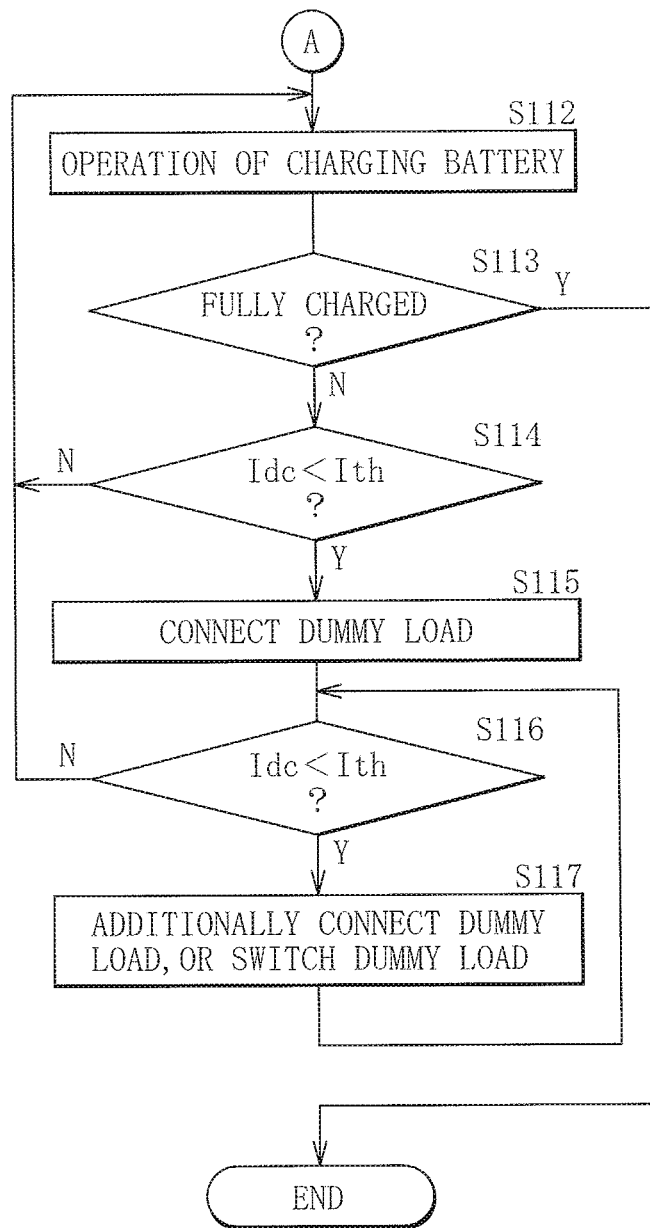 A
S112
OPERATION OF CHARGING BATTERY
S113
FULLY CHARGED
?
Y
N
S114
Idc<Ith
?
N
Y
S115
CONNECT DUMMY LOAD
S116
Idc<Ith
?
N
Y
S117
ADDITIONALLY CONNECT DUMMY
LOAD, OR SWITCH DUMMY LOAD
END